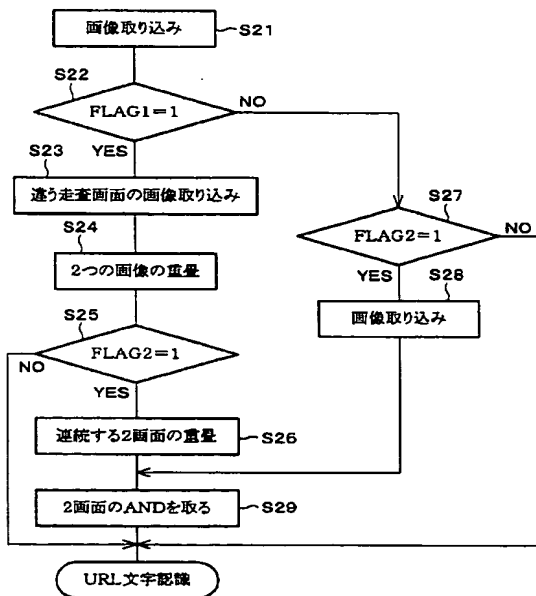 画像取り込み
S21
S22
FLAG1=1
NO
YES
S23
違う走査画面の画像取り込み
S27
FLAG2=1
NO
S24
2つの画像の重畳
YES
S28
画像取り込み
S25
FLAG2=1
NO
YES
連続する2画面の重畳
S26
2画面のANDを取る
S29
URL文字認識